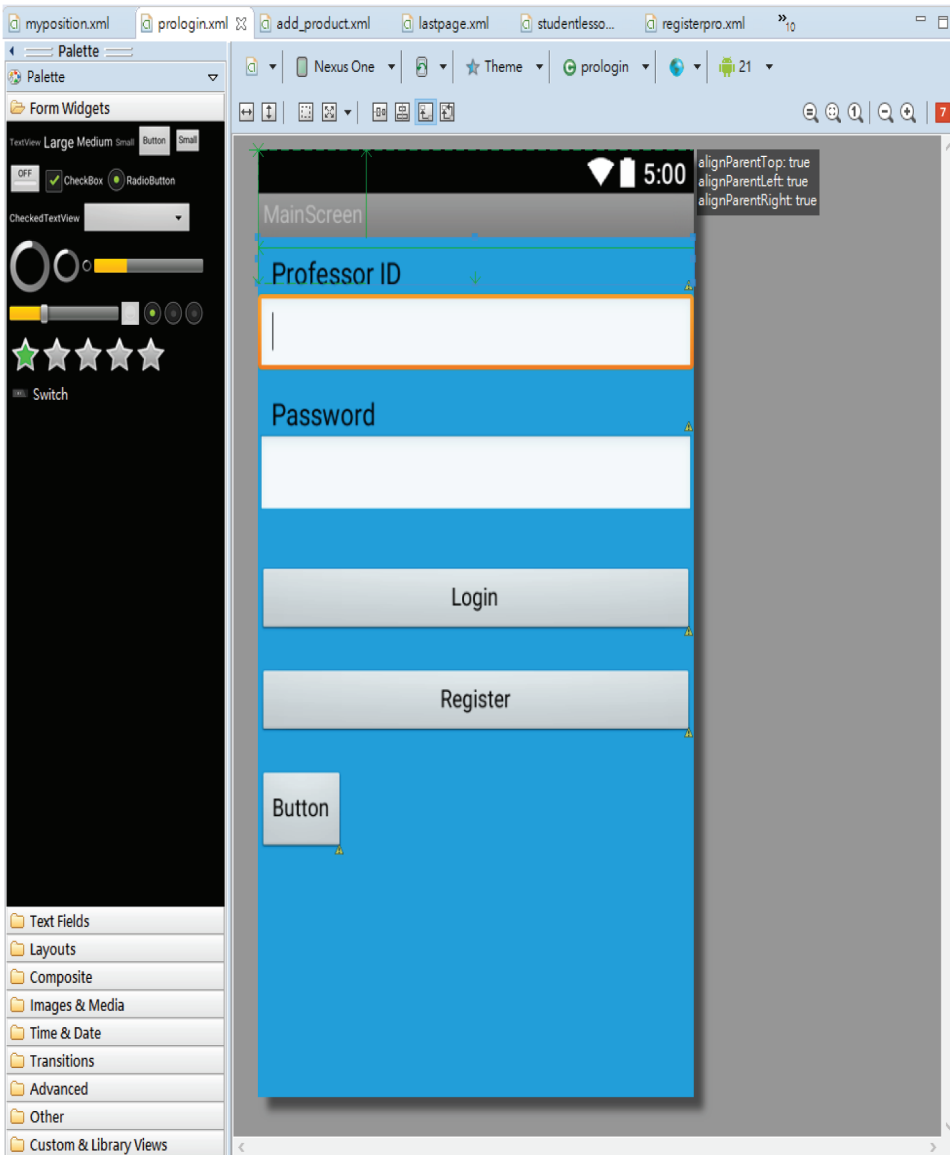 myposition.xml prologin.xml add_product.xml lastpage.xml studentlesso... registerpro.xml »10
Palette
Palette
Nexus One Theme prologin 21
Form Widgets
7
TextView Large Medium Small Button Small
OFF CheckBox RadioButton
CheckedTextView
Switch
Text Fields
Layouts
Composite
Images & Media
Time & Date
Transitions
Advanced
Other
Custom & Library Views
5:00
MainScreen
alignParentTop: true
alignParentLeft: true
alignParentRight: true
Professor ID
Password
Login
Register
Button